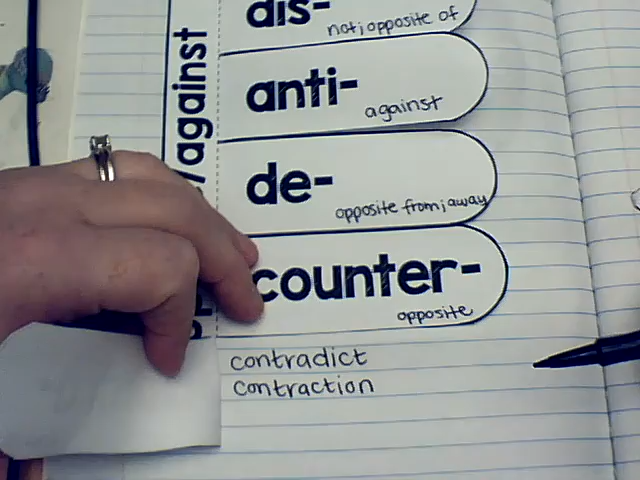 dis-
not; opposite of
/against
anti-
against
de-
opposite from; away
counter-
opposite
contradict
contraction